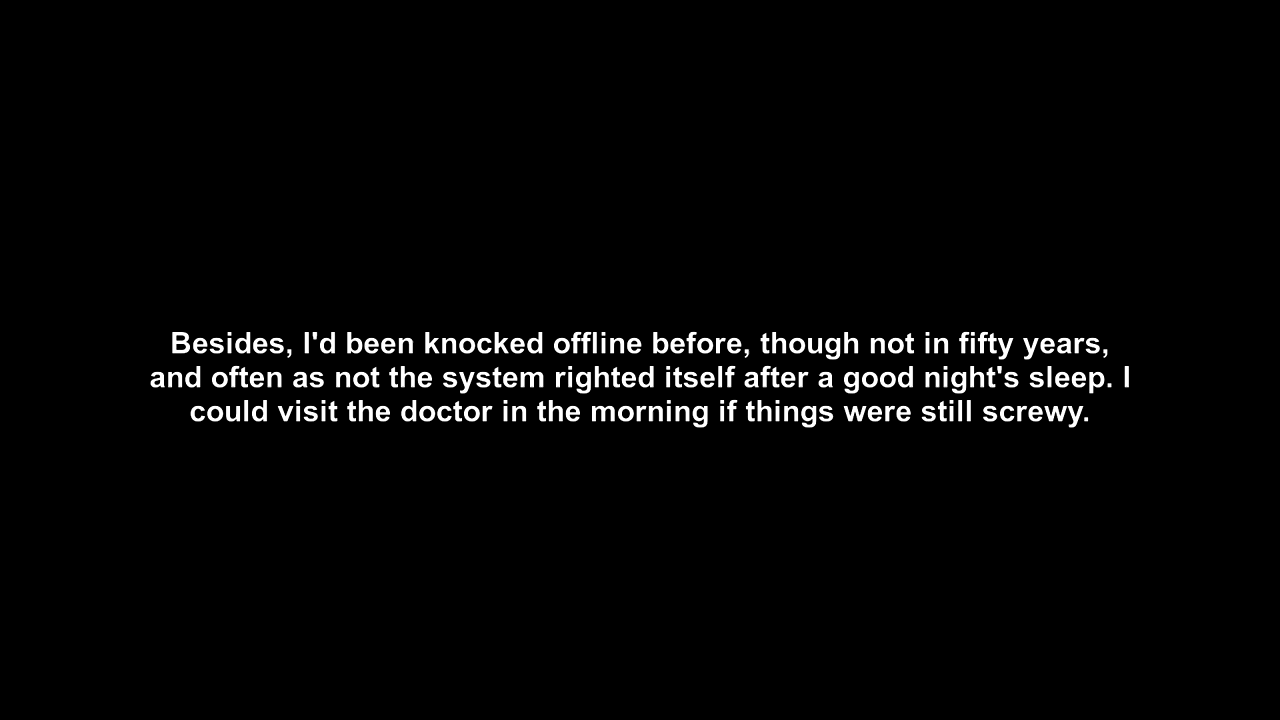 Besides, I'd been knocked offline before, though not in fifty years,
and often as not the system righted itself after a good night's sleep. I
could visit the doctor in the morning if things were still screwy.